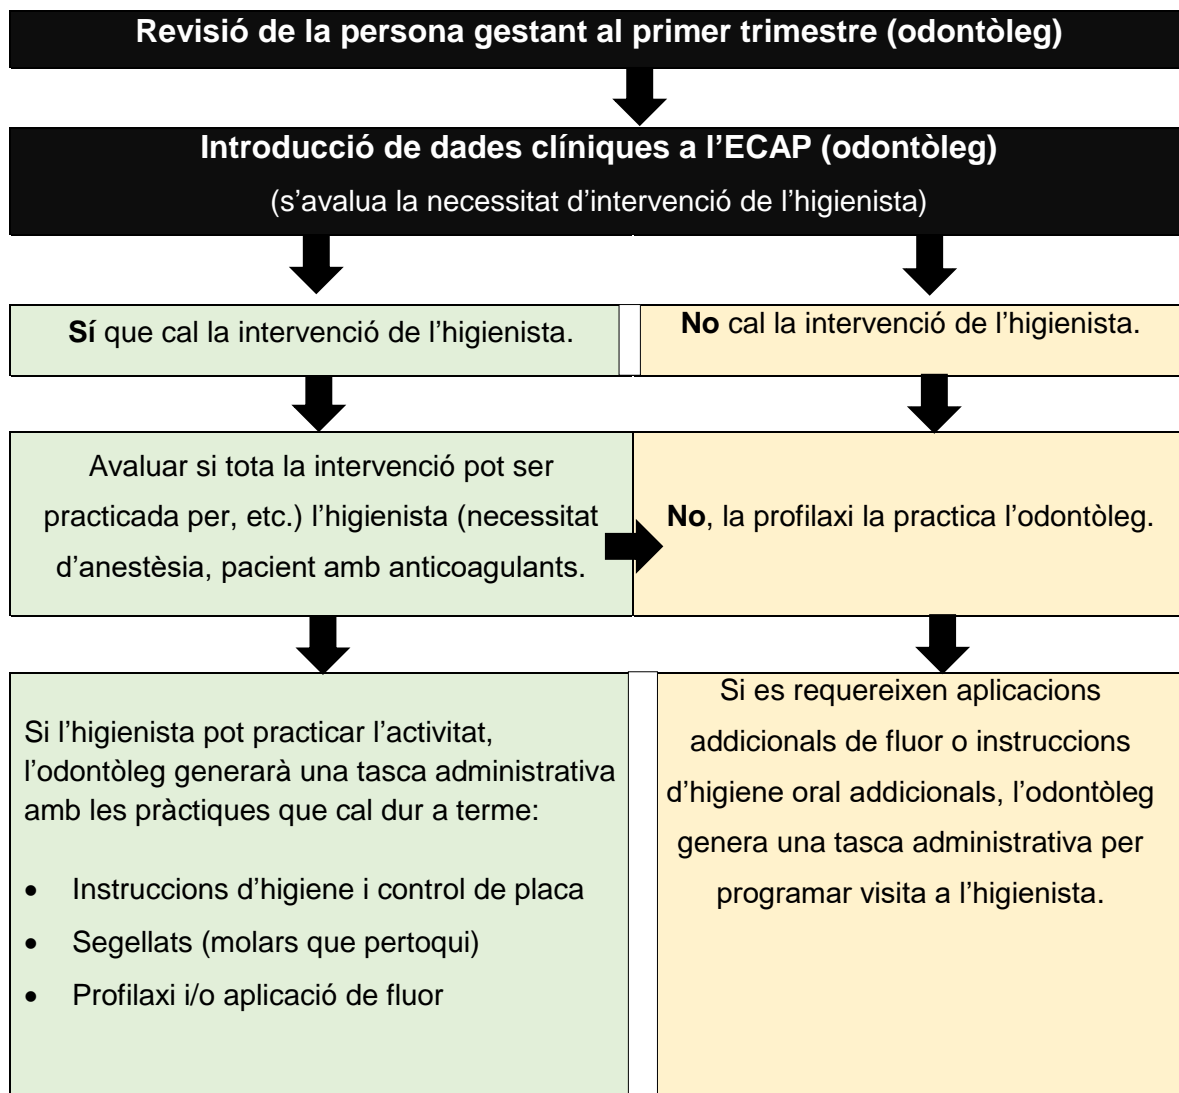 Revisió de la persona gestant al primer trimestre (odontòleg)
Introducció de dades clíniques a l’ECAP (odontòleg)
(s’avalua la necessitat d’intervenció de l’higienista)
Sí que cal la intervenció de l’higienista.
No cal la intervenció de l’higienista.
Avaluar si tota la intervenció pot ser
practicada per, etc.) l’higienista (necessitat
d’anestèsia, pacient amb anticoagulants.
No, la profilaxi la practica l’odontòleg.
Si l’higienista pot practicar l’activitat,
l’odontòleg generarà una tasca administrativa
amb les pràctiques que cal dur a terme:
• Instruccions d’higiene i control de placa
• Segellats (molars que pertoqui)
• Profilaxi i/o aplicació de fluor
Si es requereixen aplicacions
addicionals de fluor o instruccions
d’higiene oral addicionals, l’odontòleg
genera una tasca administrativa per
programar visita a l’higienista.